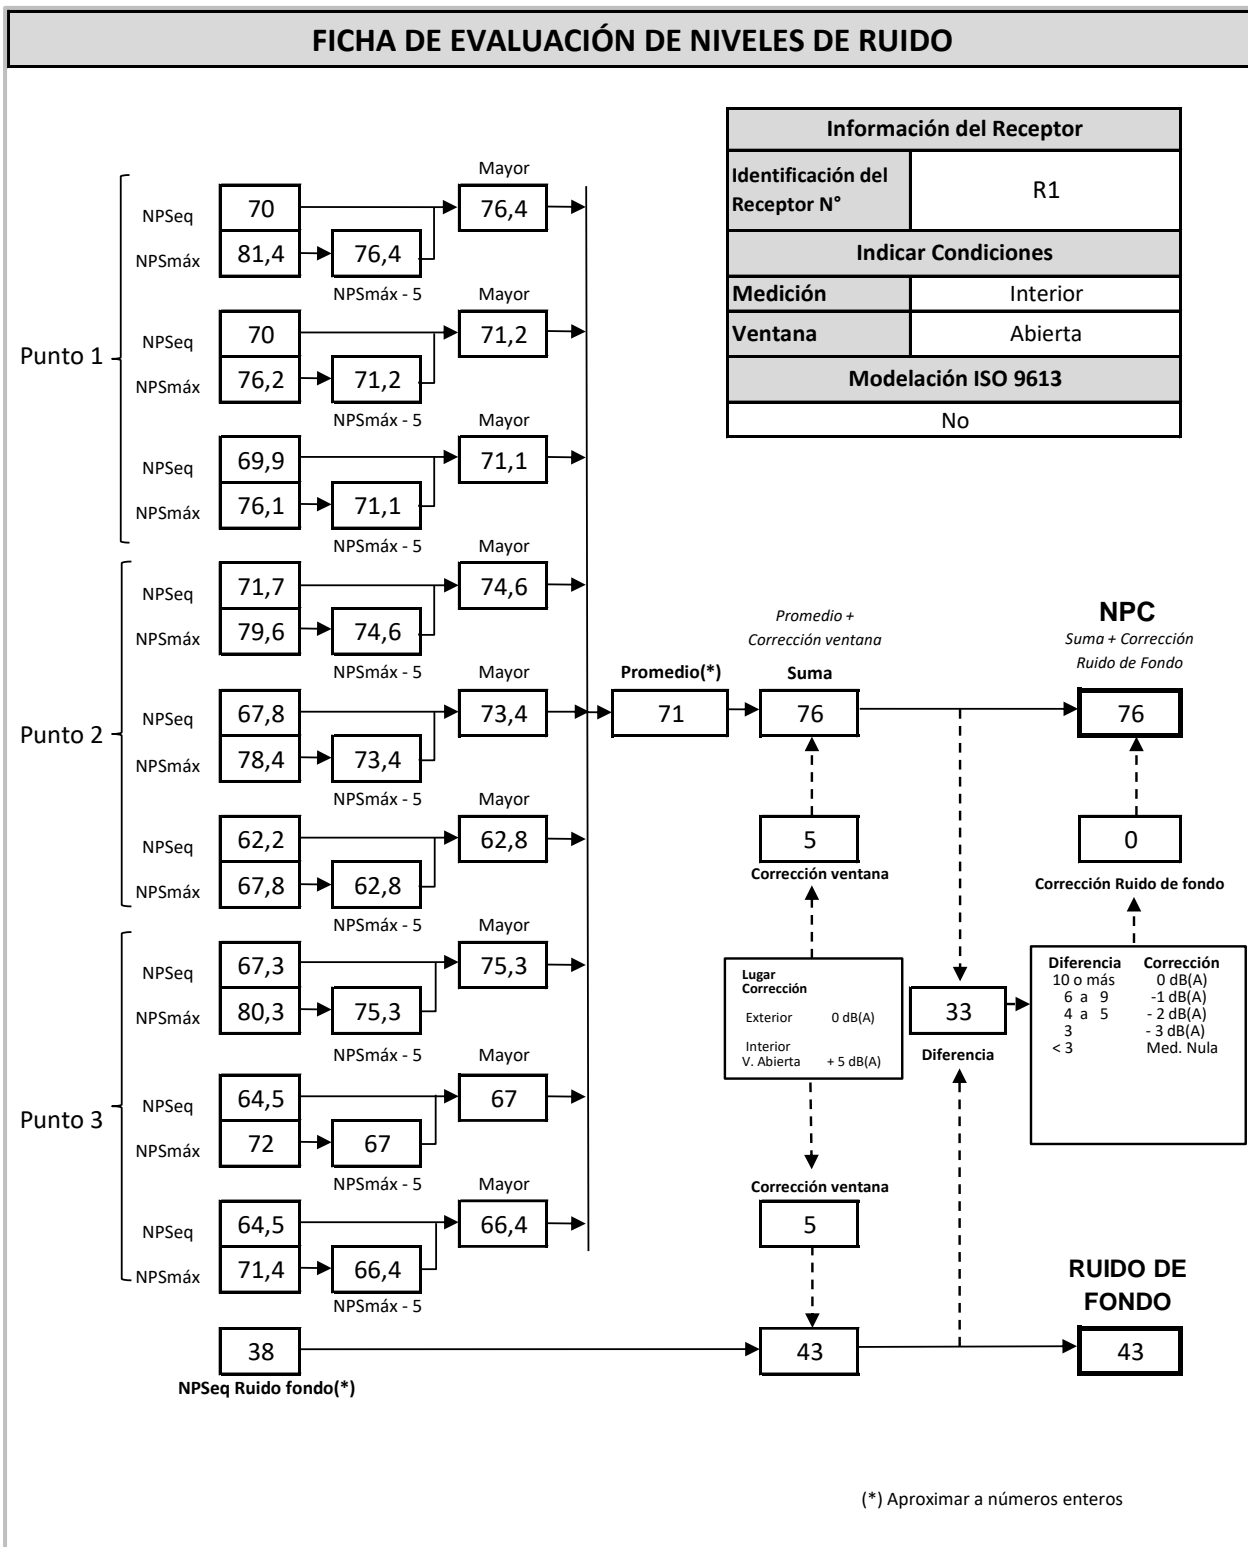 FICHA DE EVALUACIÓN DE NIVELES DE RUIDO
Información del Receptor
Identificación del
Receptor N°
R1
Indicar Condiciones
Medición
Interior
Ventana
Abierta
Modelación ISO 9613
No
Punto 1
Mayor
NPSeq
70
76,4
NPSmáx
81,4
76,4
NPSmáx - 5
Mayor
NPSeq
70
71,2
NPSmáx
76,2
71,2
NPSmáx - 5
Mayor
NPSeq
69,9
71,1
NPSmáx
76,1
71,1
NPSmáx - 5
Punto 2
Mayor
NPSeq
71,7
74,6
NPSmáx
79,6
74,6
NPSmáx - 5
Mayor
NPSeq
67,8
73,4
NPSmáx
78,4
73,4
NPSmáx - 5
Mayor
NPSeq
62,2
62,8
NPSmáx
67,8
62,8
NPSmáx - 5
Punto 3
Mayor
NPSeq
67,3
75,3
NPSmáx
80,3
75,3
NPSmáx - 5
Mayor
NPSeq
64,5
67
NPSmáx
72
67
NPSmáx - 5
Mayor
NPSeq
64,5
66,4
NPSmáx
71,4
66,4
NPSmáx - 5
38
NPSeq Ruido fondo(*)
Promedio(*)
71
Promedio +
Corrección ventana
Suma
76
5
Corrección ventana
Lugar
Corrección
Exterior 0 dB(A)
Interior
V. Abierta + 5 dB(A)
Corrección ventana
5
43
33
Diferencia
NPC
Suma + Corrección
Ruido de Fondo
76
0
Corrección Ruido de fondo
Diferencia Corrección
10 o más 0 dB(A)
6 a 9 -1 dB(A)
4 a 5 - 2 dB(A)
3 - 3 dB(A)
< 3 Med. Nula
RUIDO DE
FONDO
43
(*) Aproximar a números enteros